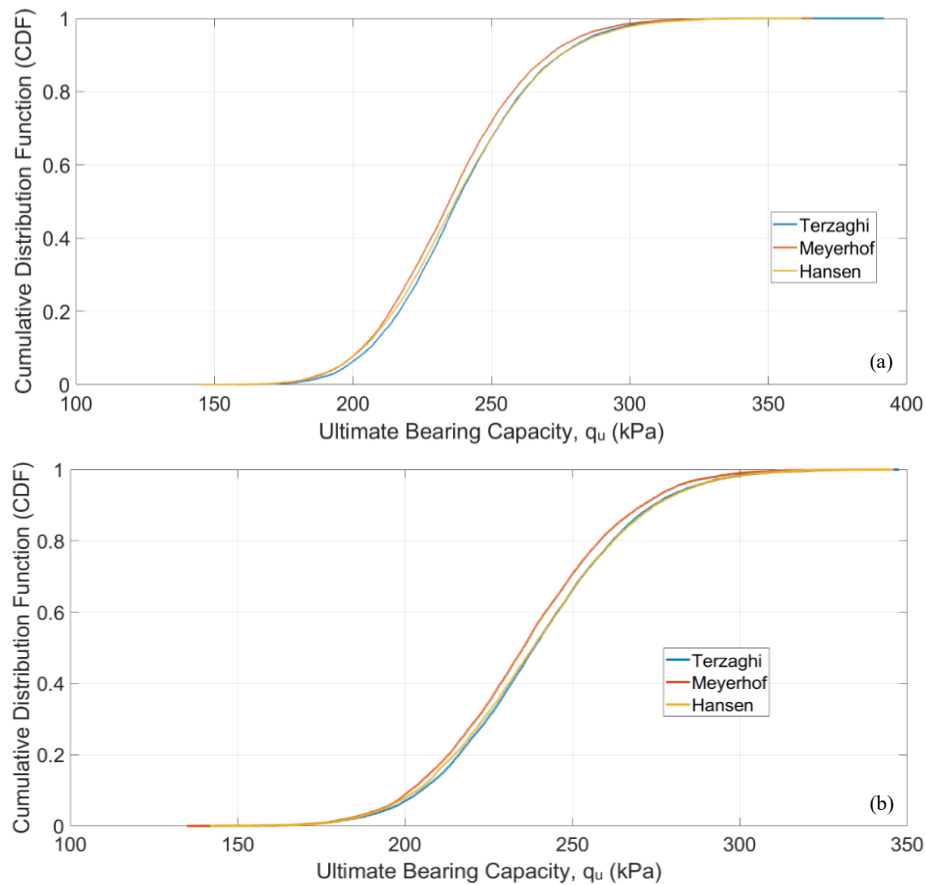 Cumulative Distribution Function (CDF)
1
0.8
0.6
0.4
0.2
0
100
150
200
250
300
350
400
Ultimate Bearing Capacity, qᵤ (kPa)
Terzaghi
Meyerhof
Hansen
(a)
Cumulative Distribution Function (CDF)
1
0.8
0.6
0.4
0.2
0
100
150
200
250
300
350
Ultimate Bearing Capacity, qᵤ (kPa)
Terzaghi
Meyerhof
Hansen
(b)